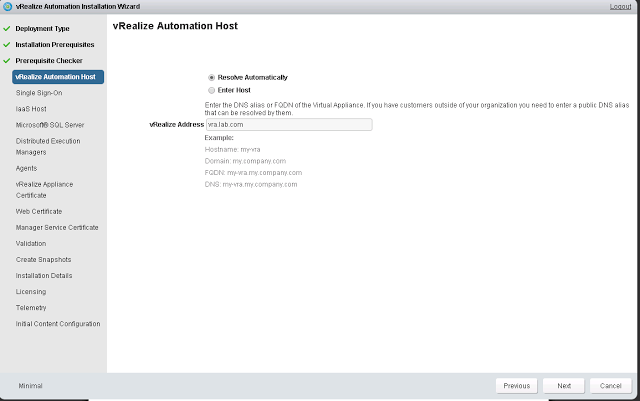 vRealize Automation Installation Wizard
Logout
Deployment Type
Installation Prerequisites
Prerequisite Checker
vRealize Automation Host
Single Sign-On
IaaS Host
Microsoft® SQL Server
Distributed Execution
Managers
Agents
vRealize Appliance
Certificate
Web Certificate
Manager Service Certificate
Validation
Create Snapshots
Installation Details
Licensing
Telemetry
Initial Content Configuration
vRealize Automation Host
Resolve Automatically
Enter Host
Enter the DNS alias or FQDN of the Virtual Appliance. If you have customers outside of your organization you need to enter a public DNS alias
that can be resolved by them.
vRealize Address vra.lab.com
Example:
Hostname: my-vra
Domain: my.company.com
FQDN: my-vra.my.company.com
DNS: my-vra.my.company.com
Minimal
Previous
Next
Cancel